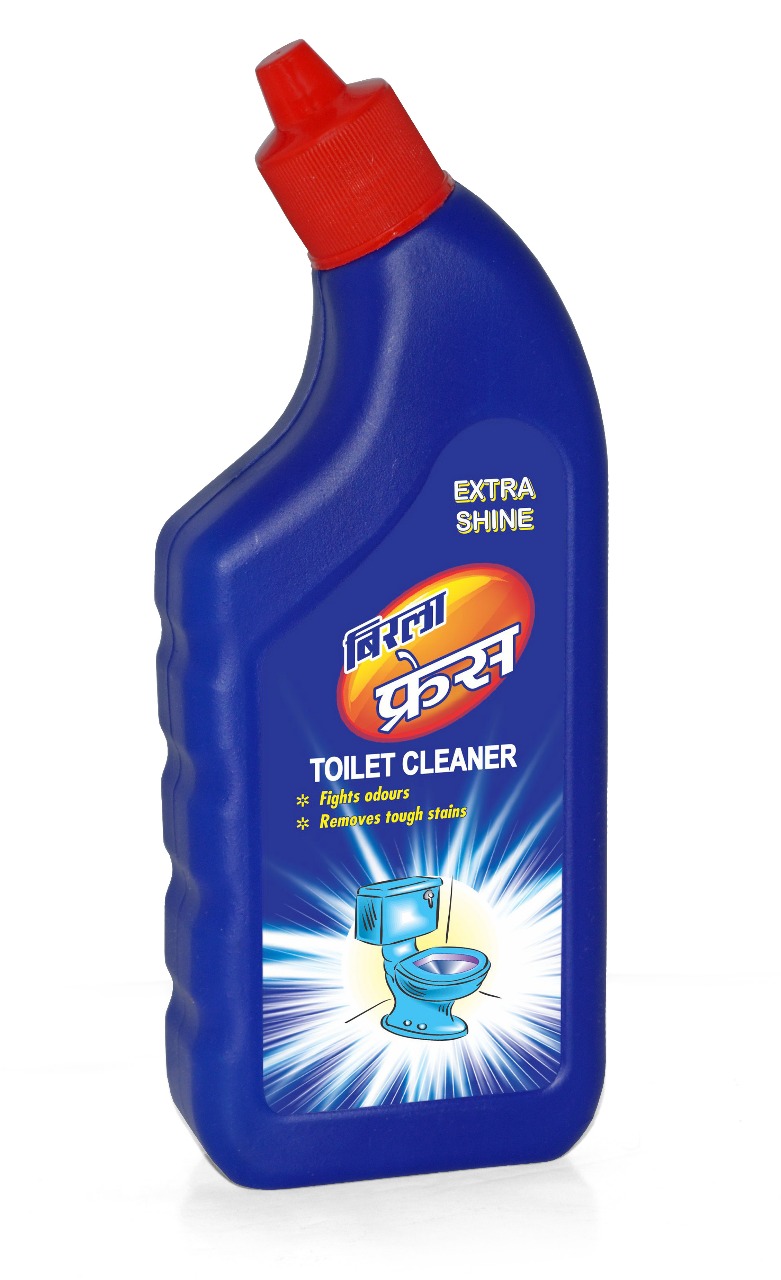 EXTRA
SHINE
बिरला
फ्रेस
TOILET CLEANER
✲ Fights odours
✲ Removes tough stains